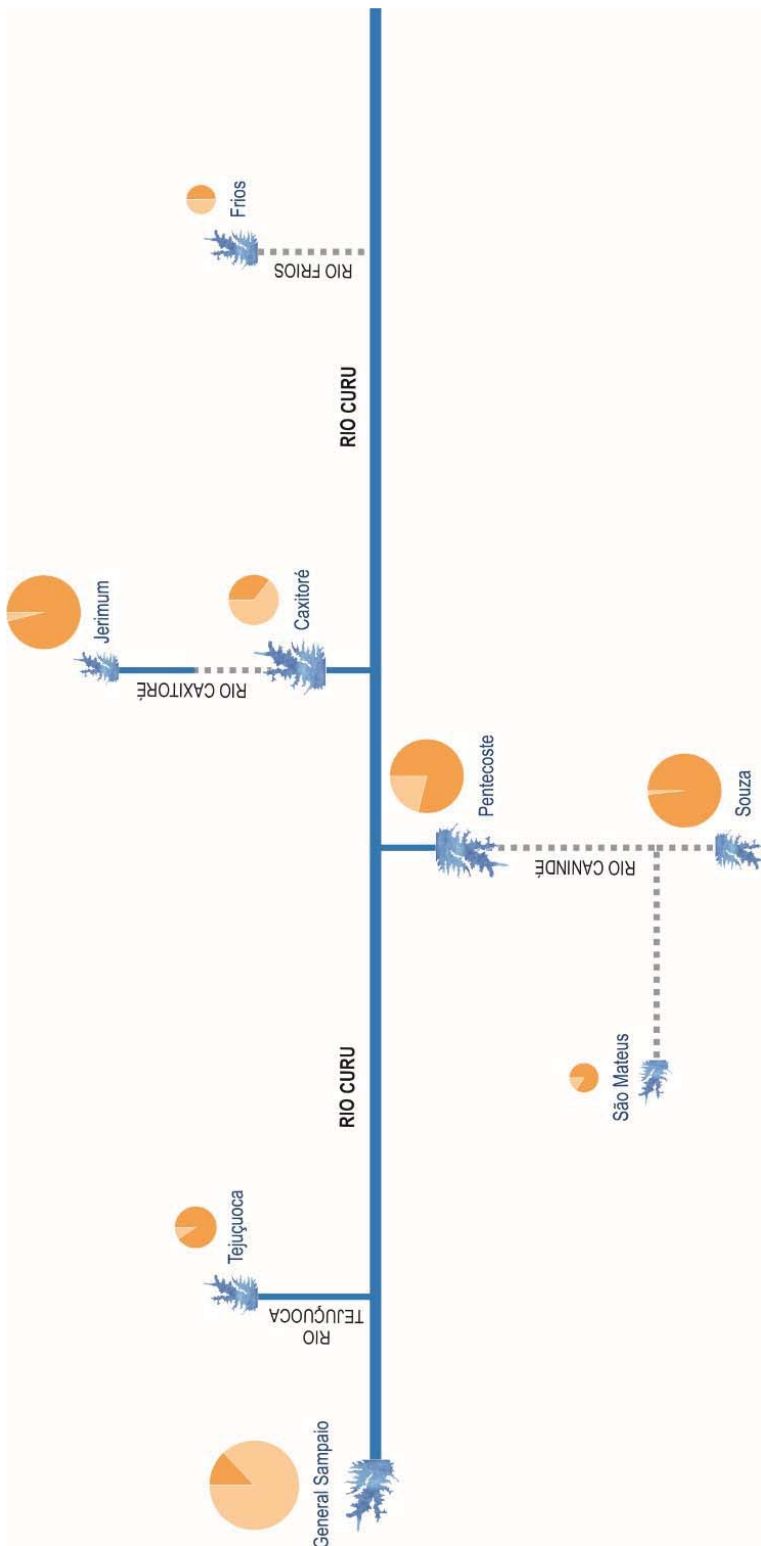 Frios
RIO FRIOS
RIO CURU
Jerimum
RIO CAXITORÉ
Caxitoré
Pentecoste
RIO CANINDÉ
Souza
São Mateus
RIO CURU
Tejuçuoca
RIO
TEJUÇUOCA
General Sampaio